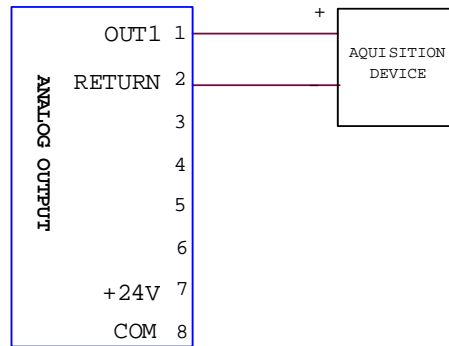 +
OUT1 1
AQUISITION
DEVICE
RETURN 2
-
3
ANALOG OUTPUT
4
5
6
+24V 7
COM 8